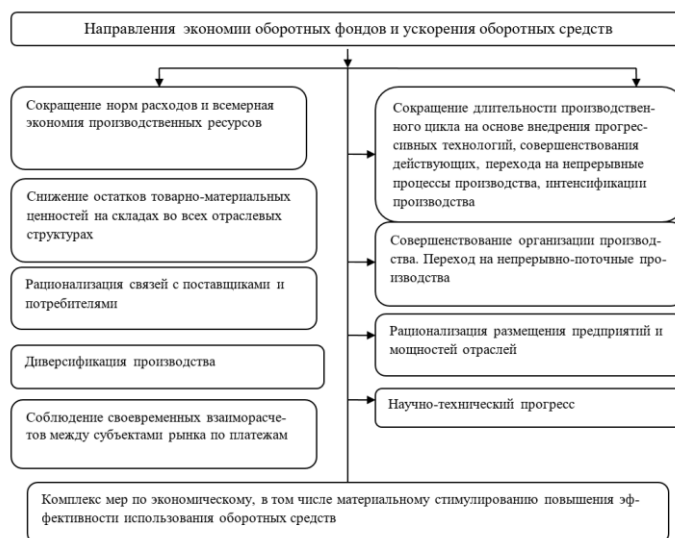 Направления экономии оборотных фондов и ускорения оборотных средств
Сокращение норм расходов и всемерная
экономия производственных ресурсов
Снижение остатков товарно-материальных
ценностей на складах во всех отраслевых
структурах
Рационализация связей с поставщиками и
потребителями
Диверсификация производства
Соблюдение своевременных взаиморасче-
тов между субъектами рынка по платежам
Сокращение длительности производствен-
ного цикла на основе внедрения прогрес-
сивных технологий, совершенствования
действующих, перехода на непрерывные
процессы производства, интенсификации
производства
Совершенствование организации производ-
ства. Переход на непрерывно-поточные про-
изводства
Рационализация размещения предприятий и
мощностей отраслей
Научно-технический прогресс
Комплекс мер по экономическому, в том числе материальному стимулированию повышения эф-
фективности использования оборотных средств